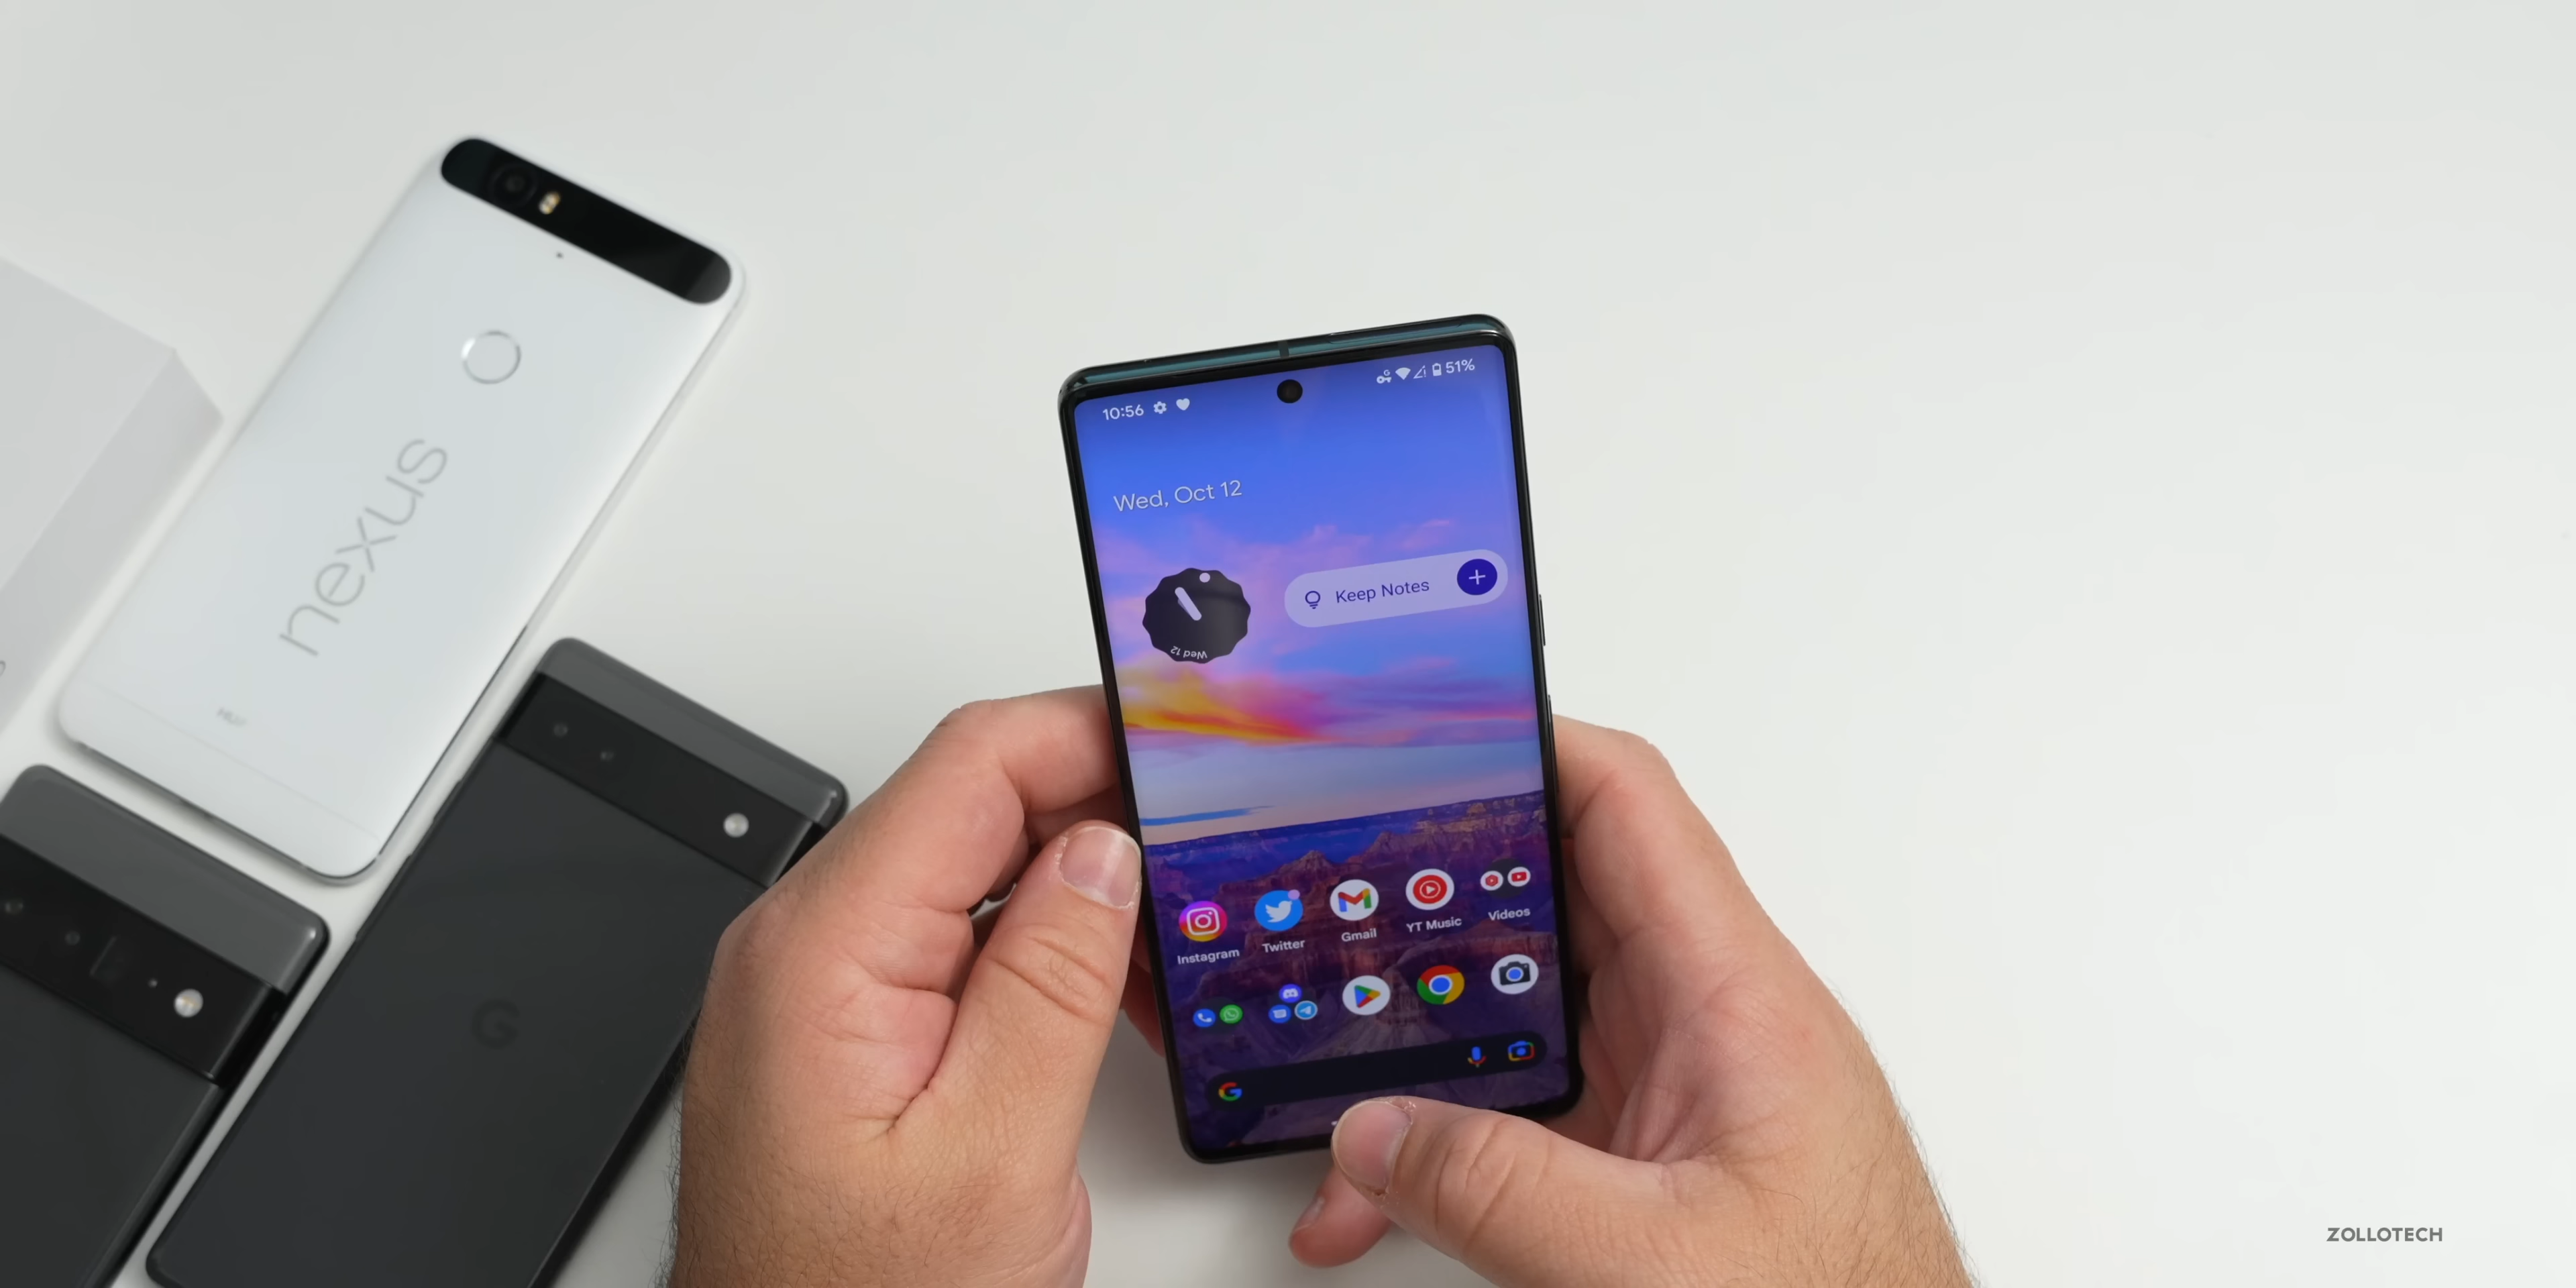 nexus
10:56
51%
Wed, Oct 12
Keep Notes
Wed 12
Instagram
Twitter
Gmail
YT Music
Videos
G
ZOLLOTECH